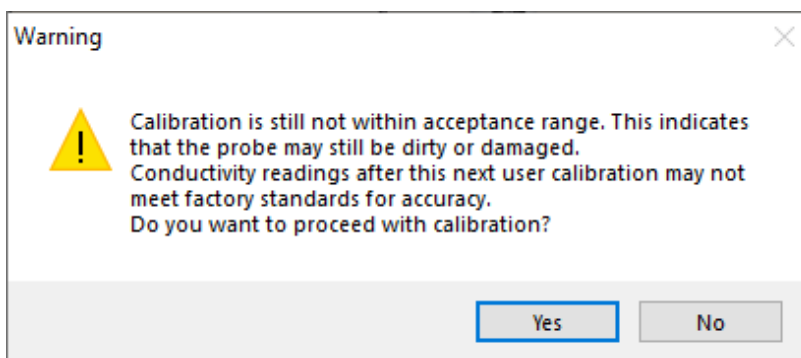 Warning
Calibration is still not within acceptance range. This indicates
that the probe may still be dirty or damaged.
Conductivity readings after this next user calibration may not
meet factory standards for accuracy.
Do you want to proceed with calibration?
Yes
No